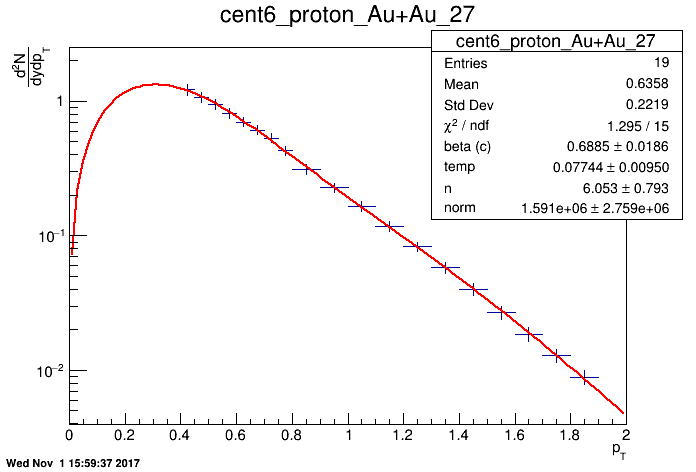 cent6_proton_Au+Au_27
d²N
dydp_T
cent6_proton_Au+Au_27
Entries 19
Mean 0.6358
Std Dev 0.2219
χ² / ndf 1.295 / 15
beta (c) 0.6885 ± 0.0186
temp 0.07744 ± 0.00950
n 6.053 ± 0.793
norm 1.591e+06 ± 2.759e+06
1
10⁻¹
10⁻²
0 0.2 0.4 0.6 0.8 1 1.2 1.4 1.6 1.8 2
p_T
Wed Nov 1 15:59:37 2017